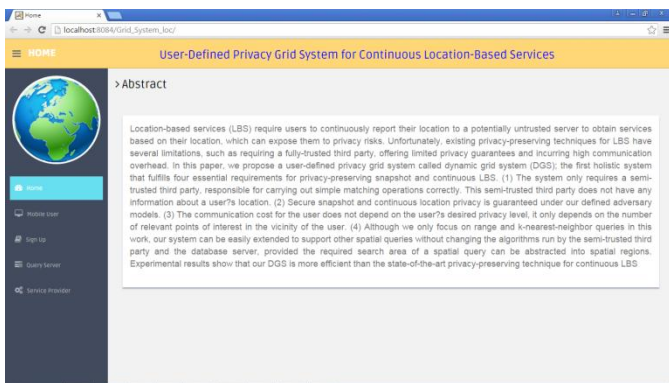 Home
localhost:8084/Grid_System_loc/
HOME
User-Defined Privacy Grid System for Continuous Location-Based Services
>Abstract
Location-based services (LBS) require users to continuously report their location to a potentially untrusted server to obtain services
based on their location, which can expose them to privacy risks. Unfortunately, existing privacy-preserving techniques for LBS have
several limitations, such as requiring a fully-trusted third party, offering limited privacy guarantees and incurring high communication
overhead. In this paper, we propose a user-defined privacy grid system called dynamic grid system (DGS); the first holistic system
that fulfills four essential requirements for privacy-preserving snapshot and continuous LBS. (1) The system only requires a semi-
trusted third party, responsible for carrying out simple matching operations correctly. This semi-trusted third party does not have any
information about a user?s location. (2) Secure snapshot and continuous location privacy is guaranteed under our defined adversary
models. (3) The communication cost for the user does not depend on the user?s desired privacy level, it only depends on the number
of relevant points of interest in the vicinity of the user. (4) Although we only focus on range and k-nearest-neighbor queries in this
work, our system can be easily extended to support other spatial queries without changing the algorithms run by the semi-trusted third
party and the database server, provided the required search area of a spatial query can be abstracted into spatial regions.
Experimental results show that our DGS is more efficient than the state-of-the-art privacy-preserving technique for continuous LBS
Home
Mobile User
Sign Up
Query Server
Service Provider